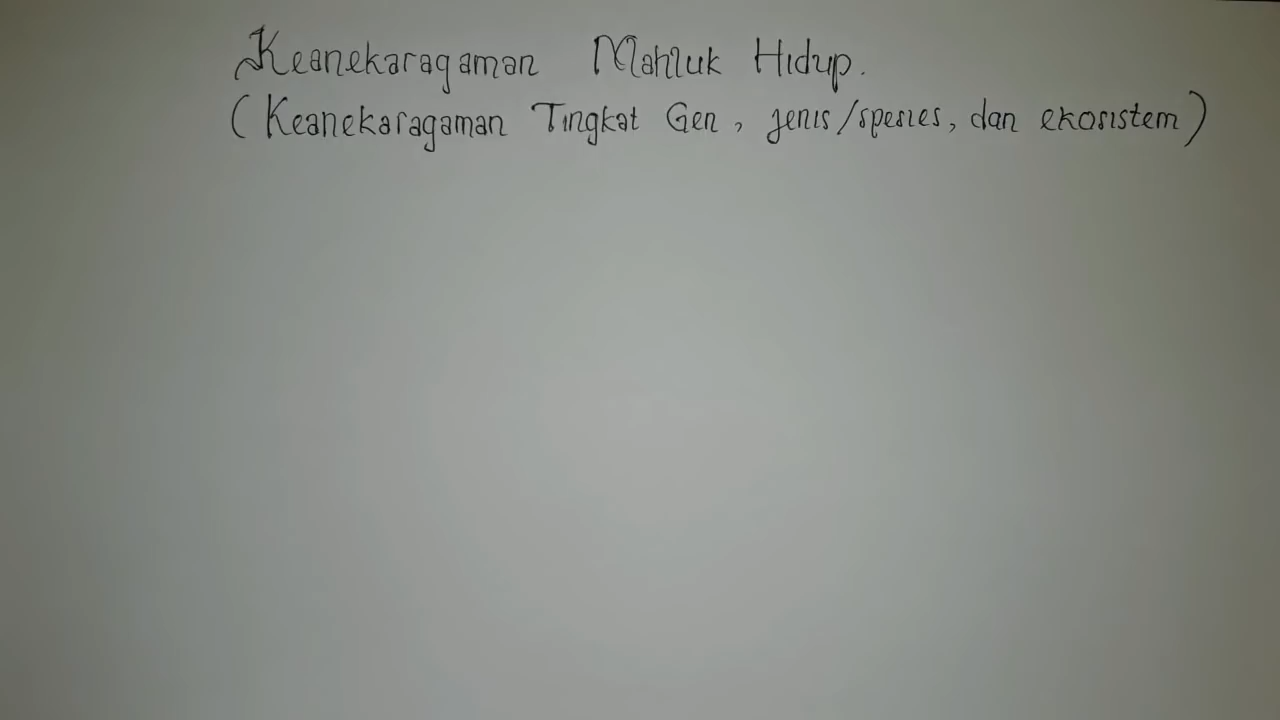 Keanekaragaman Mahluk Hidup.
(Keanekaragaman Tingkat Gen, jenis/spesies, dan ekosistem)